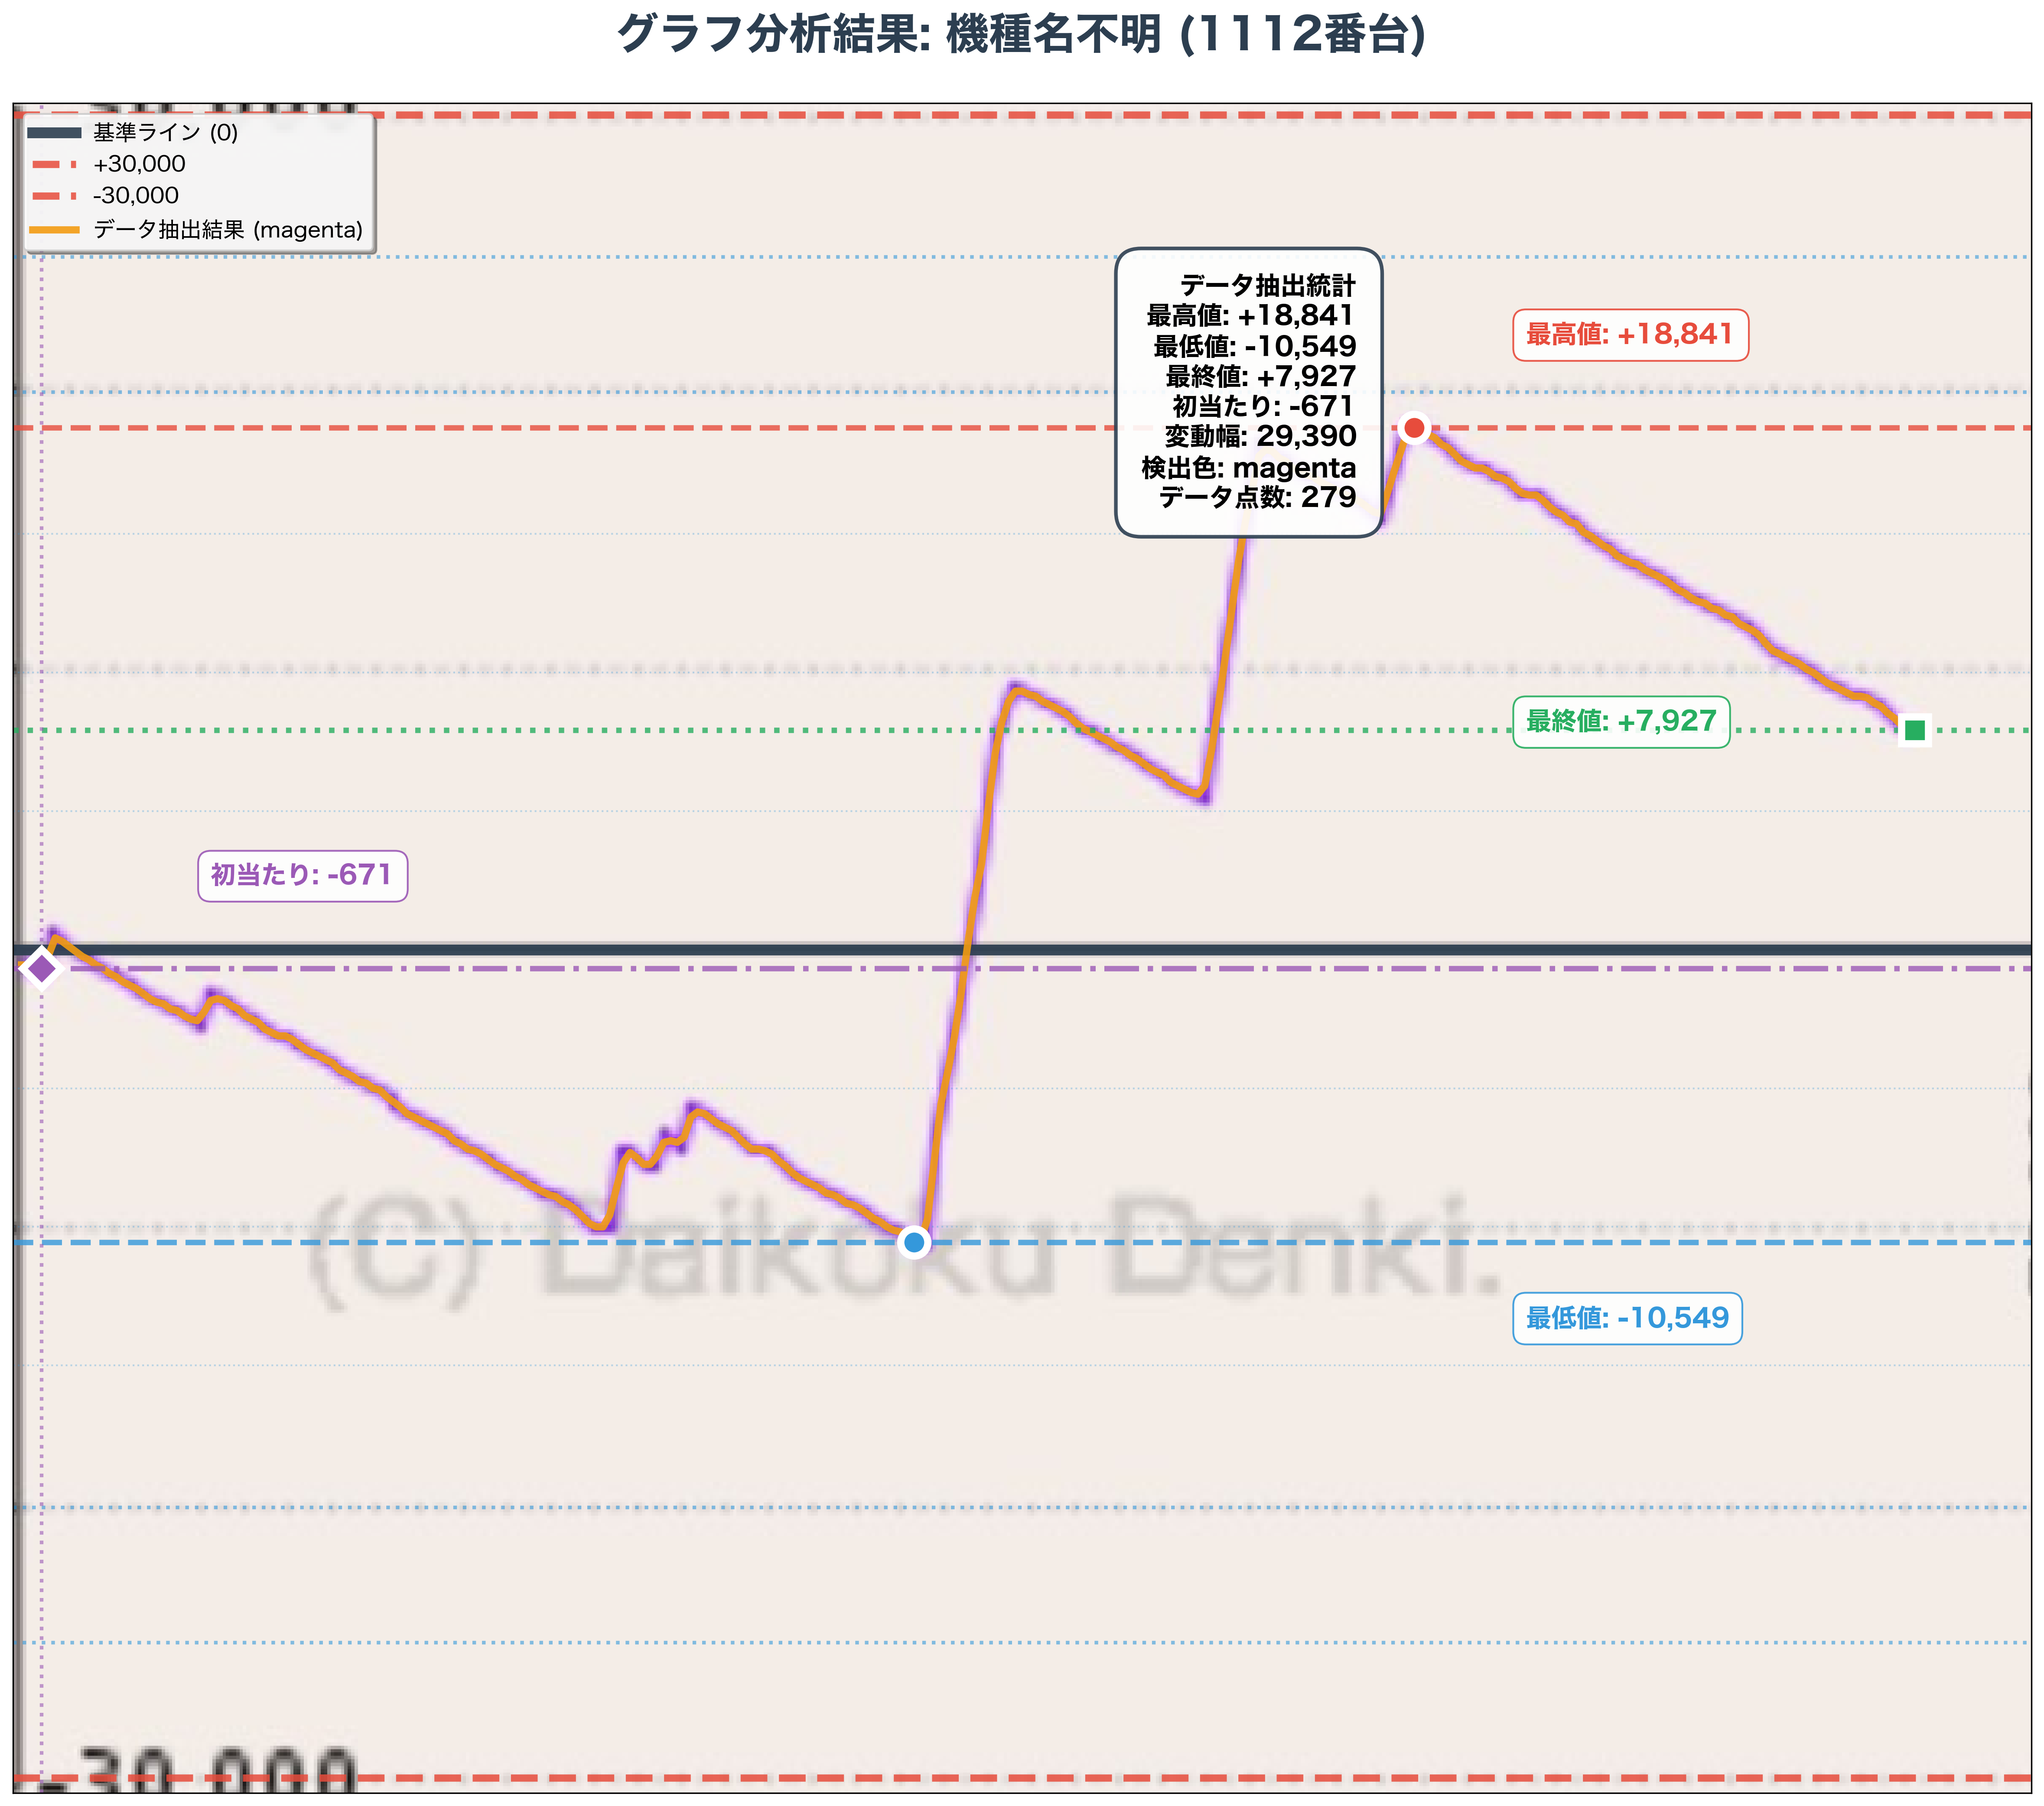 グラフ分析結果: 機種名不明 (1112番台)
基準ライン (0)
+30,000
-30,000
データ抽出結果 (magenta)
データ抽出統計
最高値: +18,841
最低値: -10,549
最終値: +7,927
初当たり: -671
変動幅: 29,390
検出色: magenta
データ点数: 279
最高値: +18,841
最終値: +7,927
初当たり: -671
(C) Daikoku Denki.
最低値: -10,549
-30,000